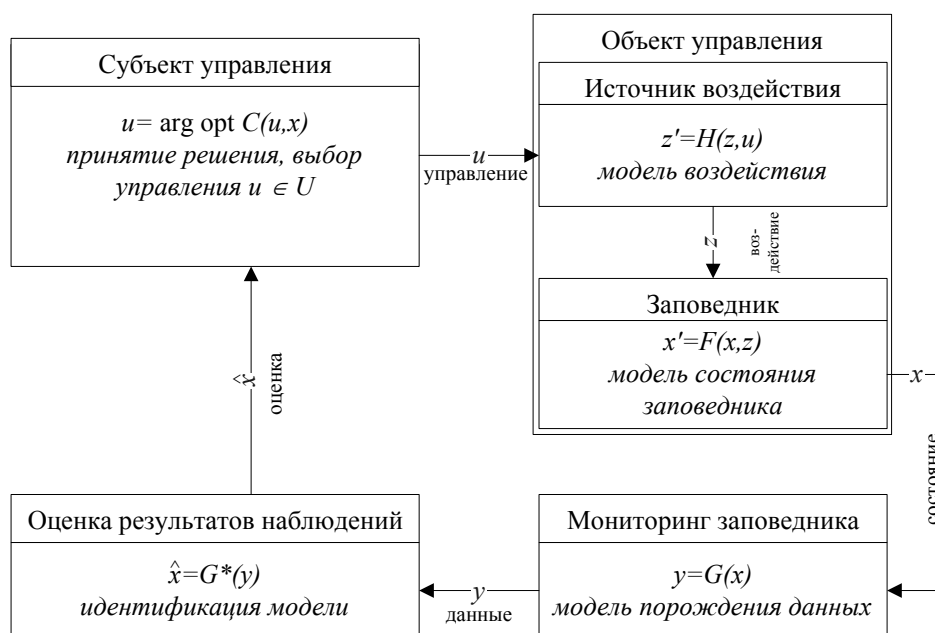 Субъект управления
u= arg opt C(u,x)
принятие решения, выбор
управления u ∈ U
u
управление
Объект управления
Источник воздействия
z'=H(z,u)
модель воздействия
z
воз-
действие
Заповедник
x'=F(x,z)
модель состояния
заповедника
x
состояние
Мониторинг заповедника
y=G(x)
модель порождения данных
y
данные
Оценка результатов наблюдений
x̂=G*(y)
идентификация модели
x̂
оценка